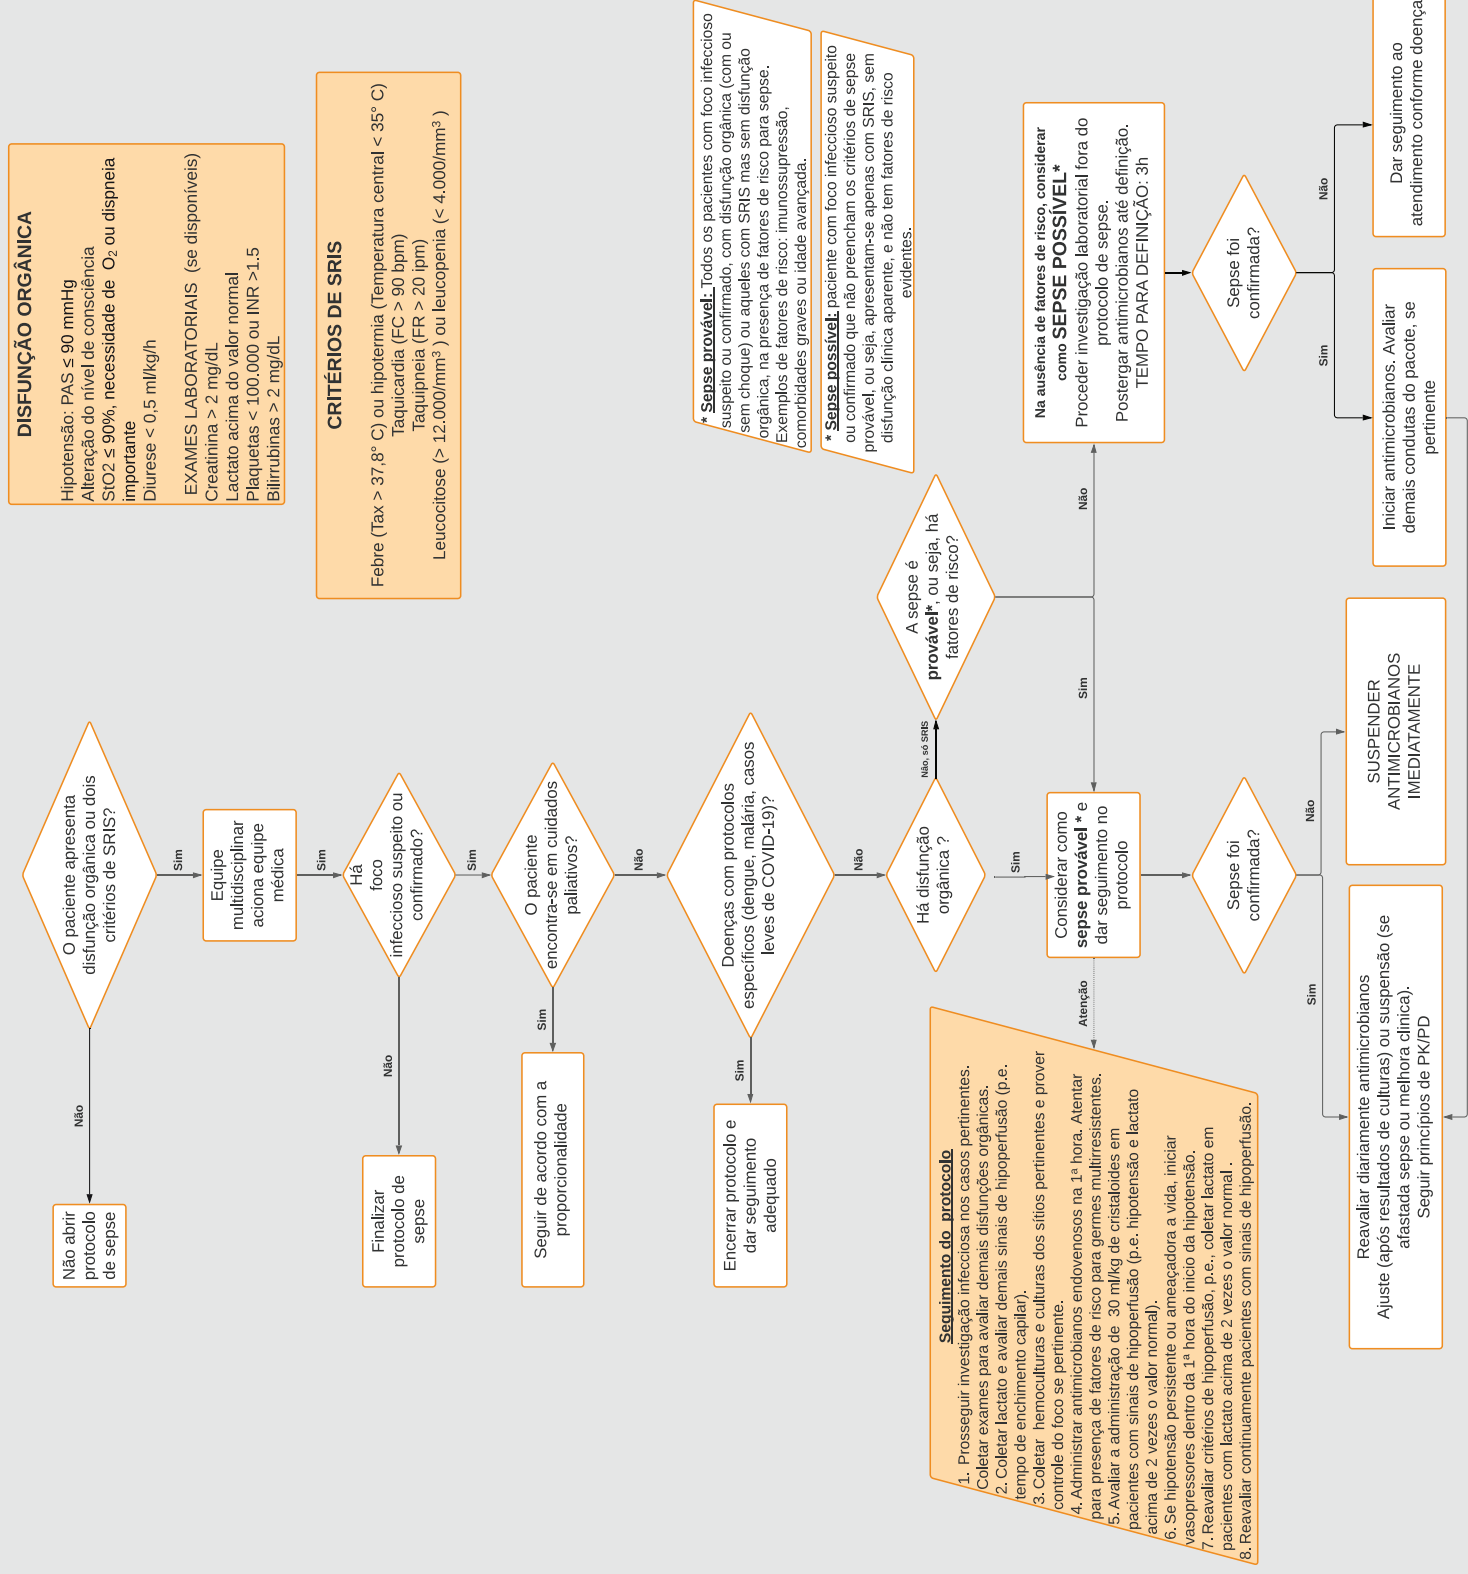 DISFUNÇÃO ORGÂNICA
Hipotensão: PAS ≤ 90 mmHg
Alteração do nível de consciência
StO2 ≤ 90%, necessidade de O₂ ou dispneia
importante
Diurese < 0,5 ml/kg/h
EXAMES LABORATORIAIS (se disponíveis)
Creatinina > 2 mg/dL
Lactato acima do valor normal
Plaquetas < 100.000 ou INR >1.5
Bilirrubinas > 2 mg/dL
CRITÉRIOS DE SRIS
Febre (Tax > 37,8° C) ou hipotermia (Temperatura central < 35° C)
Taquicardia (FC > 90 bpm)
Taquipneia (FR > 20 ipm)
Leucocitose (> 12.000/mm³ ) ou leucopenia (< 4.000/mm³ )
O paciente apresenta
disfunção orgânica ou dois
critérios de SRIS?
Não
Não abrir
protocolo
de sepse
Sim
Equipe
multidisciplinar
aciona equipe
médica
Sim
Há
foco
infeccioso suspeito ou
confirmado?
Não
Finalizar
protocolo de
sepse
Sim
O paciente
encontra-se em cuidados
paliativos?
Sim
Seguir de acordo com a
proporcionalidade
Não
Doenças com protocolos
específicos (dengue, malária, casos
leves de COVID-19)?
Sim
Encerrar protocolo e
dar seguimento
adequado
Não
Há disfunção
orgânica ?
Não, só SRIS
A sepse é
provável*, ou seja, há
fatores de risco?
* Sepse provável: Todos os pacientes com foco infeccioso
suspeito ou confirmado, com disfunção orgânica (com ou
sem choque) ou aqueles com SRIS mas sem disfunção
orgânica, na presença de fatores de risco para sepse.
Exemplos de fatores de risco: imunossupressão,
comorbidades graves ou idade avançada.
* Sepse possível: paciente com foco infeccioso suspeito
ou confirmado que não preencham os critérios de sepse
provável, ou seja, apresentam-se apenas com SRIS, sem
disfunção clínica aparente, e não tem fatores de risco
evidentes.
Sim
Sim
Não
Considerar como
sepse provável * e
dar seguimento no
protocolo
Atenção
Seguimento do protocolo
1. Prosseguir investigação infecciosa nos casos pertinentes.
Coletar exames para avaliar demais disfunções orgânicas.
2. Coletar lactato e avaliar demais sinais de hipoperfusão (p.e.
tempo de enchimento capilar).
3. Coletar hemoculturas e culturas dos sítios pertinentes e prover
controle do foco se pertinente.
4. Administrar antimicrobianos endovenosos na 1ª hora. Atentar
para presença de fatores de risco para germes multirresistentes.
5. Avaliar a administração de 30 ml/kg de cristaloides em
pacientes com sinais de hipoperfusão (p.e. hipotensão e lactato
acima de 2 vezes o valor normal).
6. Se hipotensão persistente ou ameaçadora a vida, iniciar
vasopressores dentro da 1ª hora do inicio da hipotensão.
7. Reavaliar critérios de hipoperfusão, p.e., coletar lactato em
pacientes com lactato acima de 2 vezes o valor normal .
8. Reavaliar continuamente pacientes com sinais de hipoperfusão.
Na ausência de fatores de risco, considerar
como SEPSE POSSÍVEL*
Proceder investigação laboratorial fora do
protocolo de sepse.
Postergar antimicrobianos até definição.
TEMPO PARA DEFINIÇÃO: 3h
Sepse foi
confirmada?
Sim
Não
Reavaliar diariamente antimicrobianos
Ajuste (após resultados de culturas) ou suspensão (se
afastada sepse ou melhora clinica).
Seguir princípios de PK/PD
SUSPENDER
ANTIMICROBIANOS
IMEDIATAMENTE
Sepse foi
confirmada?
Sim
Não
Iniciar antimicrobianos. Avaliar
demais condutas do pacote, se
pertinente
Dar seguimento ao
atendimento conforme doença